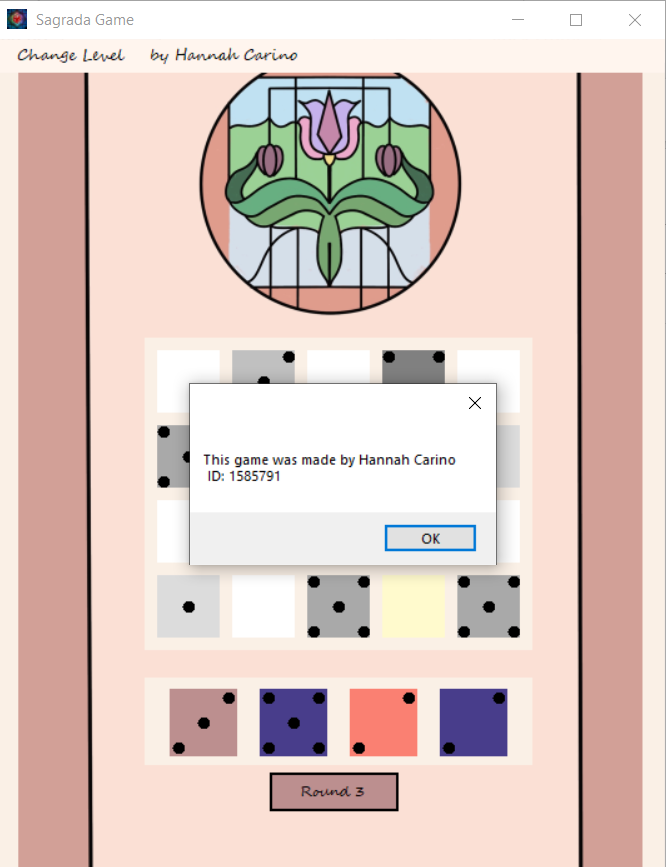 Sagrada Game
Change Level by Hannah Carino
This game was made by Hannah Carino
ID: 1585791
OK
Round 3